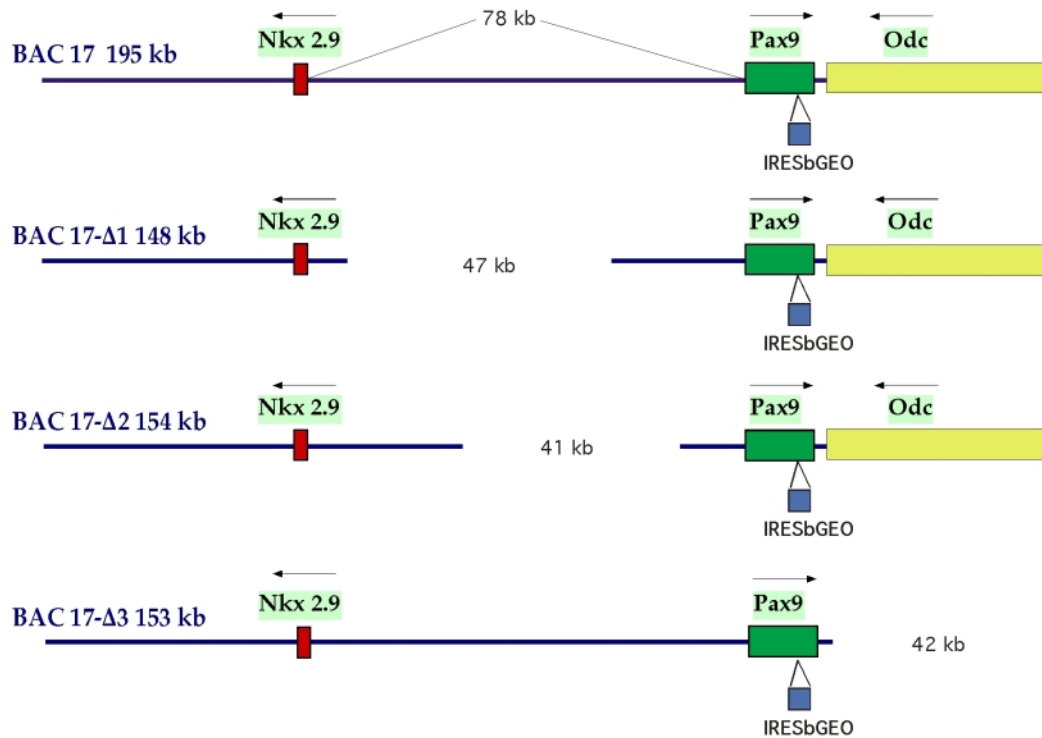 78 kb
Nkx 2.9
Pax9
Odc
BAC 17 195 kb
IRESbGEO
Nkx 2.9
Pax9
Odc
BAC 17-Δ1 148 kb
47 kb
IRESbGEO
Nkx 2.9
Pax9
Odc
BAC 17-Δ2 154 kb
41 kb
IRESbGEO
Nkx 2.9
Pax9
BAC 17-Δ3 153 kb
42 kb
IRESbGEO